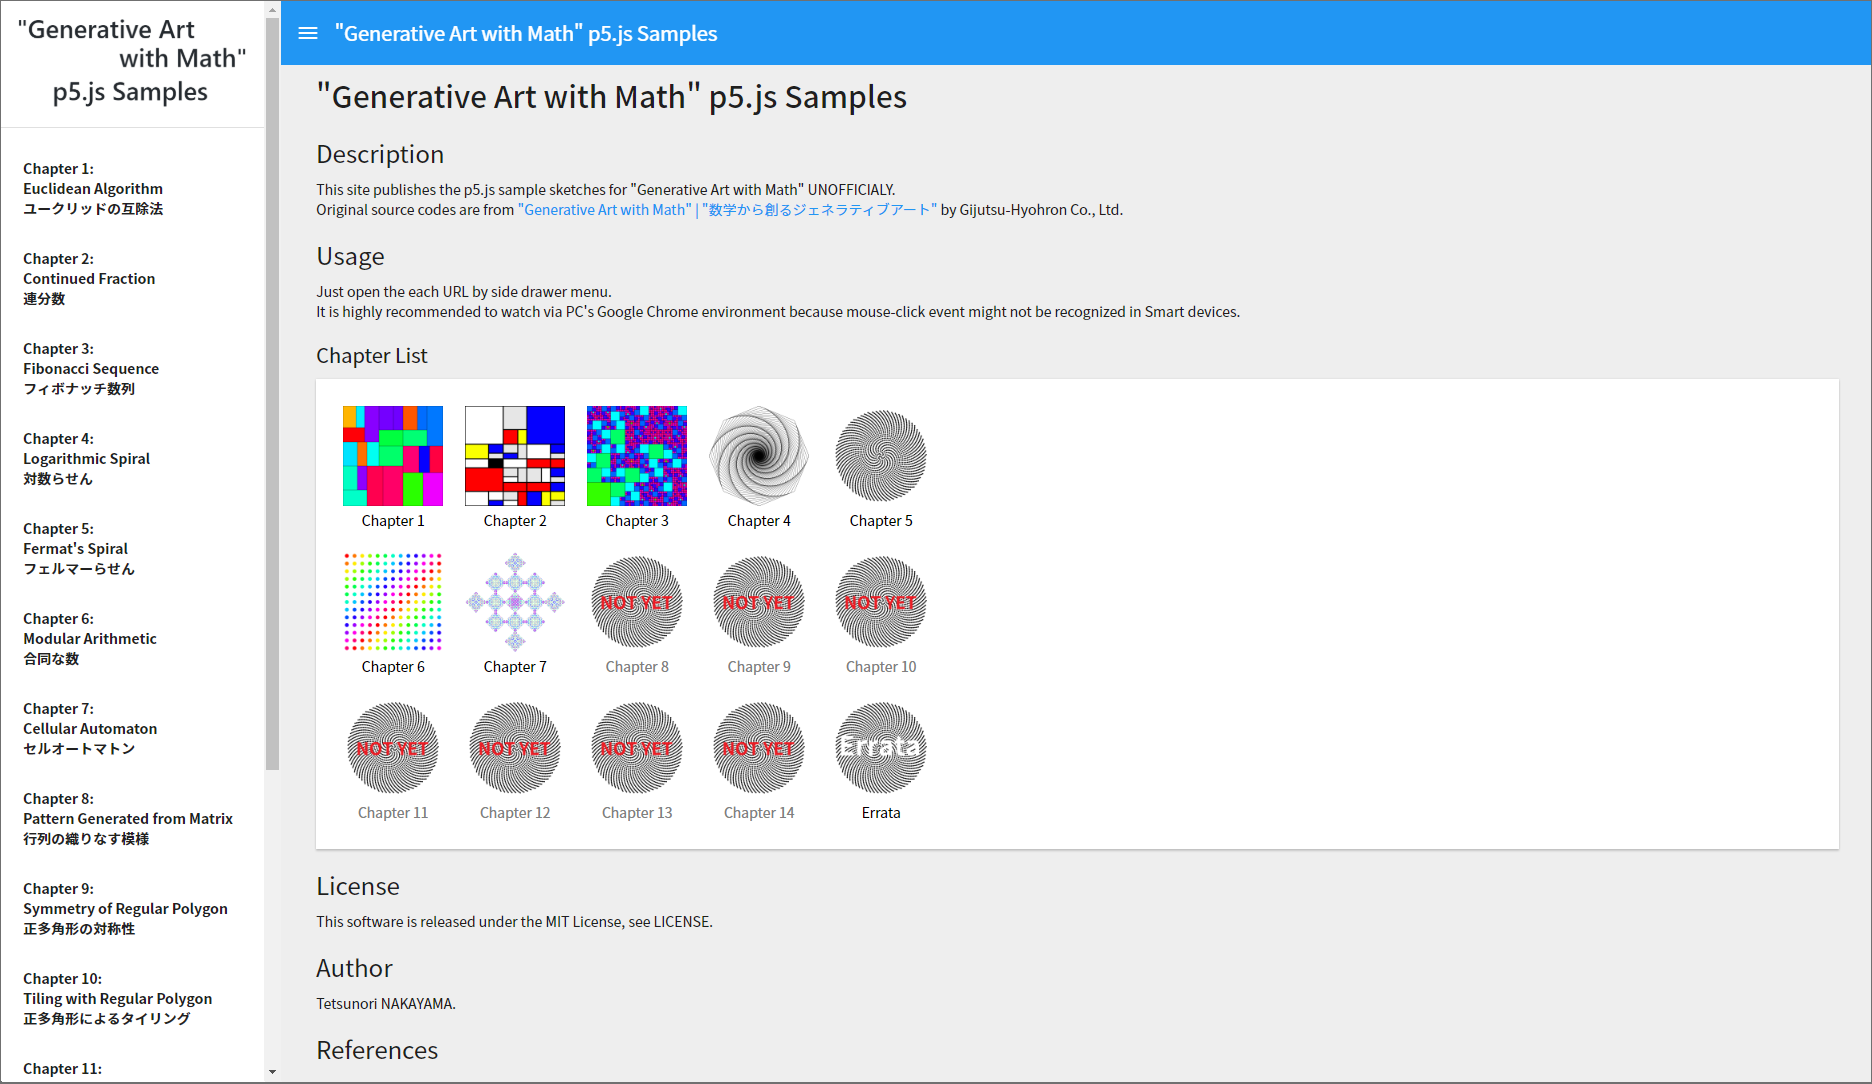 "Generative Art
with Math"
p5.js Samples
Chapter 1:
Euclidean Algorithm
ユークリッドの互除法
Chapter 2:
Continued Fraction
連分数
Chapter 3:
Fibonacci Sequence
フィボナッチ数列
Chapter 4:
Logarithmic Spiral
対数らせん
Chapter 5:
Fermat's Spiral
フェルマーらせん
Chapter 6:
Modular Arithmetic
合同な数
Chapter 7:
Cellular Automaton
セルオートマトン
Chapter 8:
Pattern Generated from Matrix
行列の織りなす模様
Chapter 9:
Symmetry of Regular Polygon
正多角形の対称性
Chapter 10:
Tiling with Regular Polygon
正多角形によるタイリング
Chapter 11:
"Generative Art with Math" p5.js Samples
"Generative Art with Math" p5.js Samples
Description
This site publishes the p5.js sample sketches for "Generative Art with Math" UNOFFICIALY.
Original source codes are from "Generative Art with Math" | "数学から創るジェネラティブアート" by Gijutsu-Hyohron Co., Ltd.
Usage
Just open the each URL by side drawer menu.
It is highly recommended to watch via PC's Google Chrome environment because mouse-click event might not be recognized in Smart devices.
Chapter List
Chapter 1 Chapter 2 Chapter 3 Chapter 4 Chapter 5
NOT YET NOT YET NOT YET
Chapter 6 Chapter 7 Chapter 8 Chapter 9 Chapter 10
NOT YET NOT YET NOT YET NOT YET Errata
Chapter 11 Chapter 12 Chapter 13 Chapter 14 Errata
License
This software is released under the MIT License, see LICENSE.
Author
Tetsunori NAKAYAMA.
References